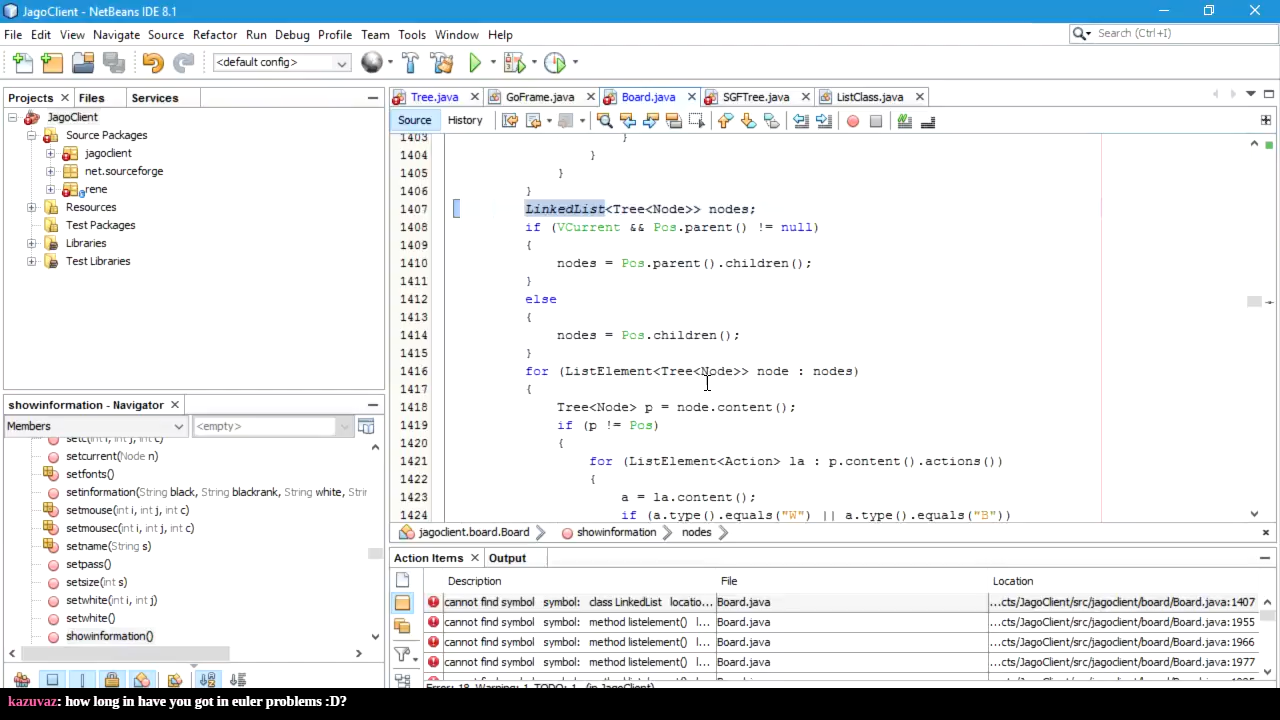 JagoClient - NetBeans IDE 8.1
File Edit View Navigate Source Refactor Run Debug Profile Team Tools Window Help
Search (Ctrl+I)
<default config>
Projects Files Services
Tree.java GoFrame.java Board.java SGFTree.java ListClass.java
Source History
JagoClient
Source Packages
jagoclient
net.sourceforge
rene
Resources
Test Packages
Libraries
Test Libraries
1403 }
1404 }
1405 }
1406 }
1407 LinkedList<Tree<Node>> nodes;
1408 if (VCurrent && Pos.parent() != null)
1409 {
1410 nodes = Pos.parent().children();
1411 }
1412 else
1413 {
1414 nodes = Pos.children();
1415 }
1416 for (ListElement<Tree<Node>> node : nodes)
1417 {
1418 Tree<Node> p = node.content();
1419 if (p != Pos)
1420 {
1421 for (ListElement<Action> la : p.content().actions())
1422 {
1423 a = la.content();
1424 if (a.type().equals("W") || a.type().equals("B"))
showinformation - Navigator
Members <empty>
setc(int i, int j, int c)
setcurrent(Node n)
setfonts()
setinformation(String black, String blackrank, String white, Strir
setmouse(int i, int j, int c)
setmousec(int i, int j, int c)
setname(String s)
setpass()
setsize(int s)
setwhite(int i, int j)
setwhite()
showinformation()
jagoclient.board.Board showinformation nodes
Action Items Output
Description File Location
cannot find symbol symbol: class LinkedList locatio... Board.java ...cts/JagoClient/src/jagoclient/board/Board.java:1407
cannot find symbol symbol: method listelement() l... Board.java ...cts/JagoClient/src/jagoclient/board/Board.java:1955
cannot find symbol symbol: method listelement() l... Board.java ...cts/JagoClient/src/jagoclient/board/Board.java:1966
cannot find symbol symbol: method listelement() l... Board.java ...cts/JagoClient/src/jagoclient/board/Board.java:1977
kazuvaz: how long in have you got in euler problems :D?